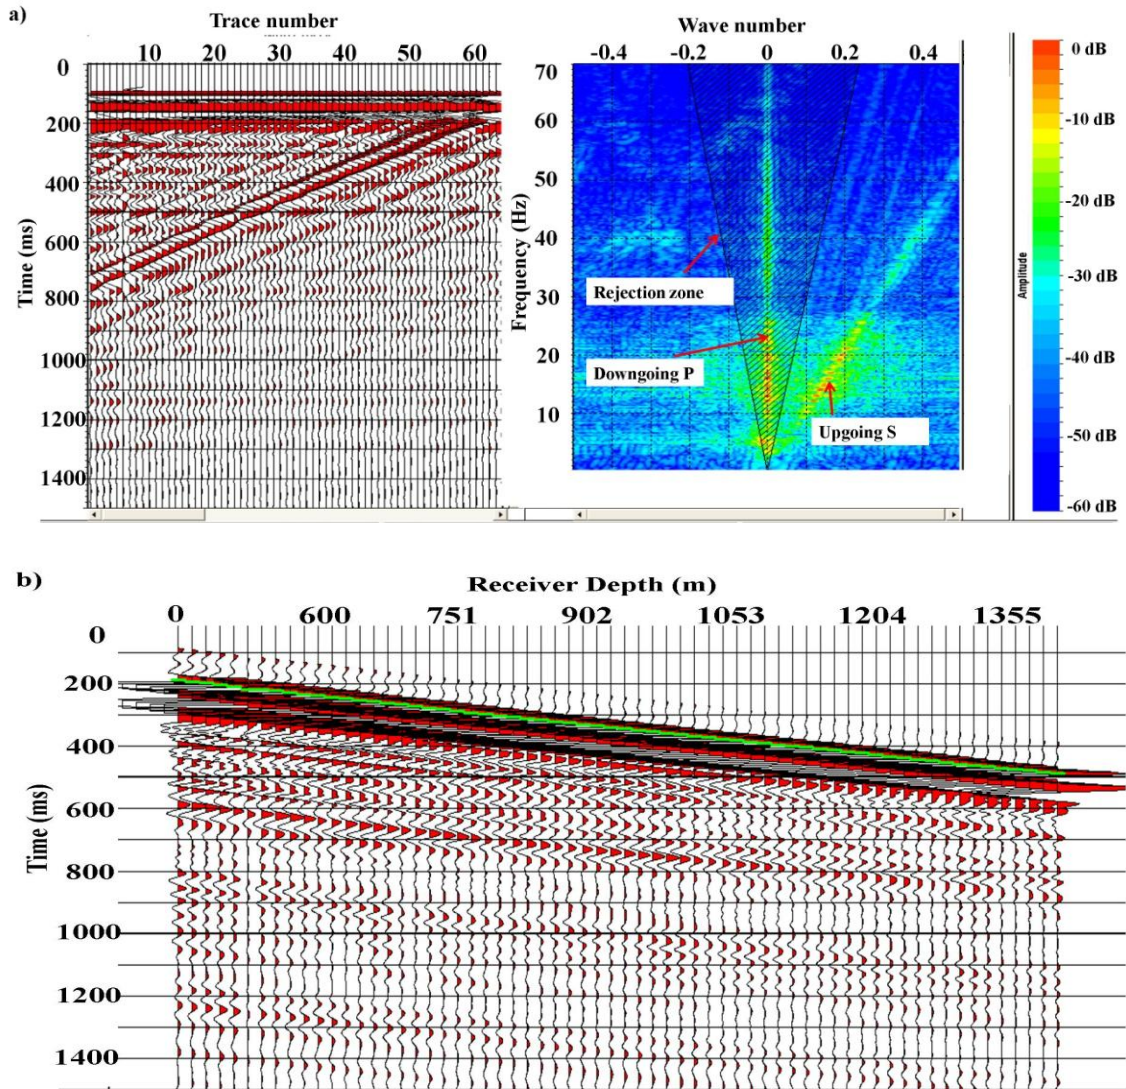 a)
Trace number
10 20 30 40 50 60
0
200
400
600
800
1000
1200
1400
Time (ms)
Wave number
-0.4 -0.2 0 0.2 0.4
70
60
50
40
30
20
10
Frequency (Hz)
Rejection zone
Downgoing P
Upgoing S
0 dB
-10 dB
-20 dB
-30 dB
-40 dB
-50 dB
-60 dB
Amplitude
b)
Receiver Depth (m)
0 600 751 902 1053 1204 1355
0
200
400
600
800
1000
1200
1400
Time (ms)